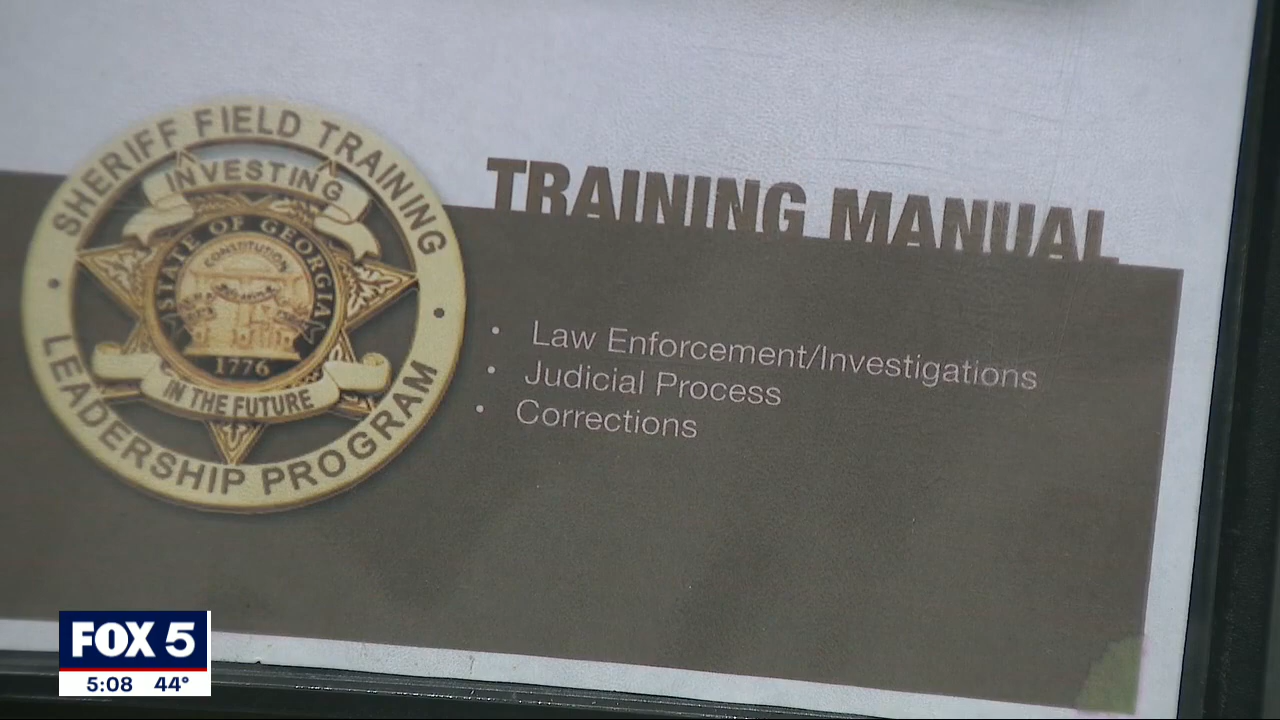 SHERIFF FIELD TRAINING
INVESTING
STATE OF GEORGIA
CONSTITUTION
1776
IN THE FUTURE
LEADERSHIP PROGRAM
TRAINING MANUAL
• Law Enforcement/Investigations
• Judicial Process
• Corrections
FOX 5
5:08 44°